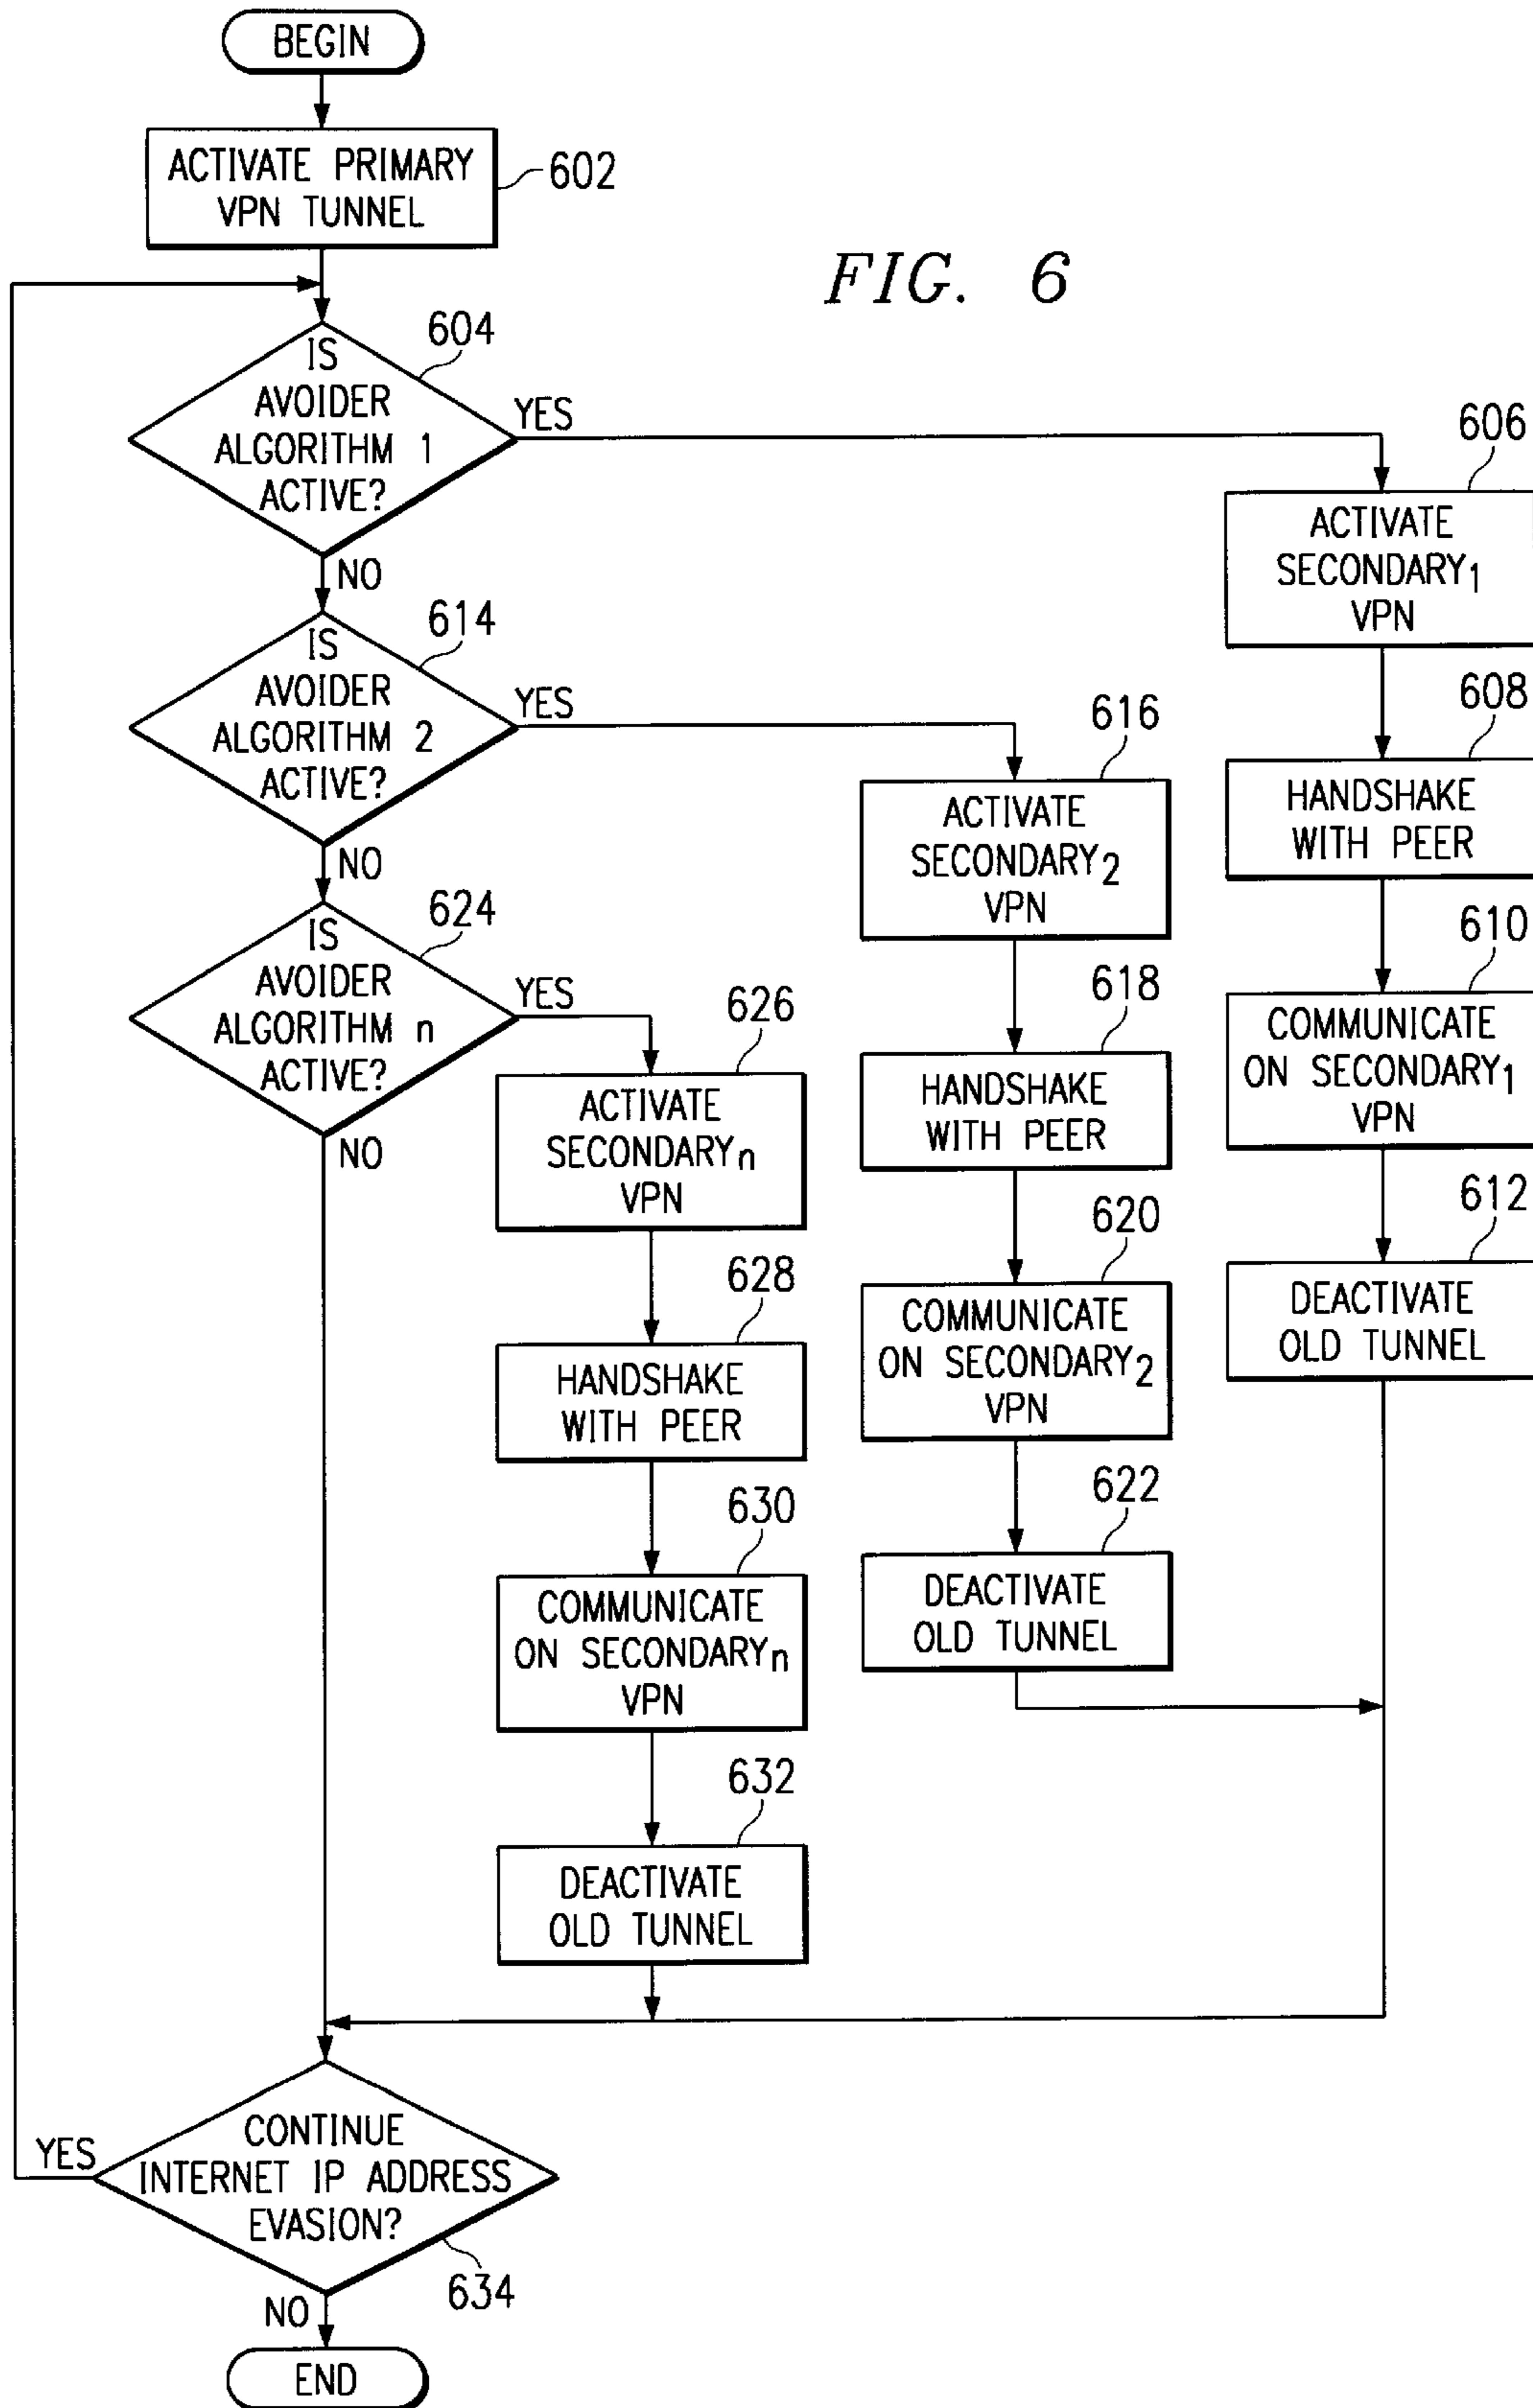 BEGIN
ACTIVATE PRIMARY
VPN TUNNEL
602
FIG. 6
604
IS
AVOIDER
ALGORITHM 1
ACTIVE?
YES
NO
606
ACTIVATE
SECONDARY1
VPN
608
HANDSHAKE
WITH PEER
610
COMMUNICATE
ON SECONDARY1
VPN
612
DEACTIVATE
OLD TUNNEL
614
IS
AVOIDER
ALGORITHM 2
ACTIVE?
YES
NO
616
ACTIVATE
SECONDARY2
VPN
618
HANDSHAKE
WITH PEER
620
COMMUNICATE
ON SECONDARY2
VPN
622
DEACTIVATE
OLD TUNNEL
624
IS
AVOIDER
ALGORITHM n
ACTIVE?
YES
NO
626
ACTIVATE
SECONDARYn
VPN
628
HANDSHAKE
WITH PEER
630
COMMUNICATE
ON SECONDARYn
VPN
632
DEACTIVATE
OLD TUNNEL
CONTINUE
INTERNET IP ADDRESS
EVASION?
YES
634
NO
END